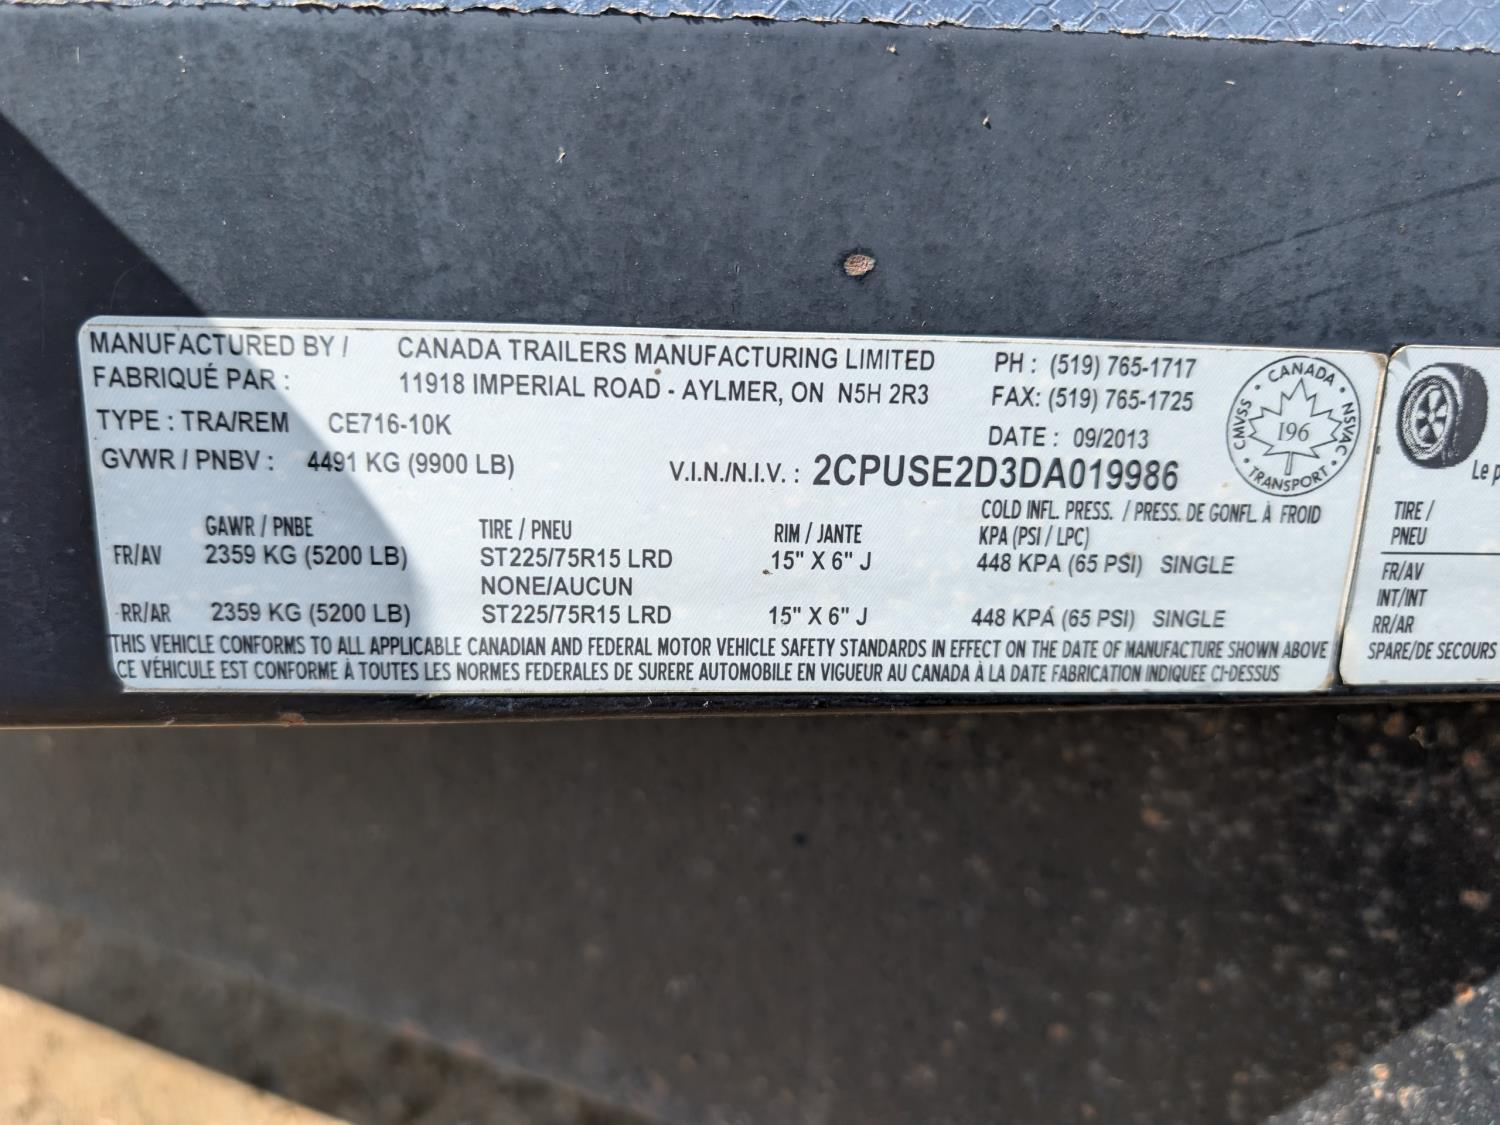 MANUFACTURED BY / CANADA TRAILERS MANUFACTURING LIMITED PH : (519) 765-1717
FABRIQUÉ PAR : 11918 IMPERIAL ROAD - AYLMER, ON N5H 2R3 FAX: (519) 765-1725
TYPE : TRA/REM CE716-10K DATE : 09/2013
GVWR / PNBV : 4491 KG (9900 LB) V.I.N./N.I.V. : 2CPUSE2D3DA019986
CANADA
CMVSS
NSVAC
196
TRANSPORT
GAWR / PNBE TIRE / PNEU RIM / JANTE COLD INFL. PRESS. / PRESS. DE GONFL. À FROID
KPA (PSI / LPC)
FR/AV 2359 KG (5200 LB) ST225/75R15 LRD 15" X 6" J 448 KPA (65 PSI) SINGLE
NONE/AUCUN
RR/AR 2359 KG (5200 LB) ST225/75R15 LRD 15" X 6" J 448 KPA (65 PSI) SINGLE
THIS VEHICLE CONFORMS TO ALL APPLICABLE CANADIAN AND FEDERAL MOTOR VEHICLE SAFETY STANDARDS IN EFFECT ON THE DATE OF MANUFACTURE SHOWN ABOVE
CE VÉHICULE EST CONFORME À TOUTES LES NORMES FEDERALES DE SURERE AUTOMOBILE EN VIGUEUR AU CANADA À LA DATE FABRICATION INDIQUEE CI-DESSUS
Le
TIRE /
PNEU
FR/AV
INT/INT
RR/AR
SPARE/DE SECOURS